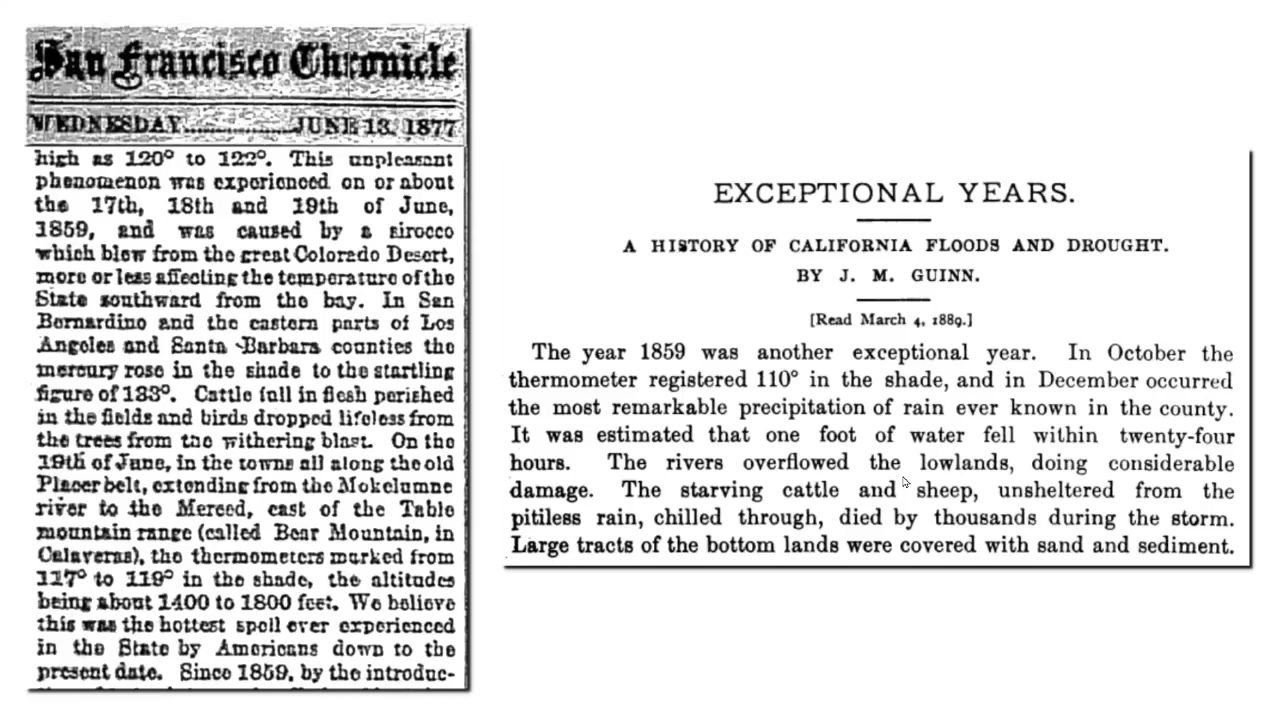 San Francisco Chronicle
WEDNESDAY..............JUNE 13, 1877
high as 120° to 122°. This unpleasant
phenomenon was experienced on or about
the 17th, 18th and 19th of June,
1859, and was caused by a sirocco
which blew from the great Colorado Desert,
more or less affecting the temperature of the
State southward from the bay. In San
Bernardino and the eastern parts of Los
Angeles and Santa Barbara counties the
mercury rose in the shade to the startling
figure of 133°. Cattle fall in flesh perished
in the fields and birds dropped lifeless from
the trees from the withering blast. On the
19th of June, in the towns all along the old
Placer belt, extending from the Mokelumne
river to the Merced, east of the Table
mountain range (called Bear Mountain, in
Calaveras), the thermometers marked from
117° to 119° in the shade, the altitudes
being about 1400 to 1800 feet. We believe
this was the hottest spell ever experienced
in the State by Americans down to the
present date. Since 1859, by the introduc-
EXCEPTIONAL YEARS.
A HISTORY OF CALIFORNIA FLOODS AND DROUGHT.
BY J. M. GUINN.
[Read March 4, 1889.]
The year 1859 was another exceptional year. In October the
thermometer registered 110° in the shade, and in December occurred
the most remarkable precipitation of rain ever known in the county.
It was estimated that one foot of water fell within twenty-four
hours. The rivers overflowed the lowlands, doing considerable
damage. The starving cattle and sheep, unsheltered from the
pitiless rain, chilled through, died by thousands during the storm.
Large tracts of the bottom lands were covered with sand and sediment.